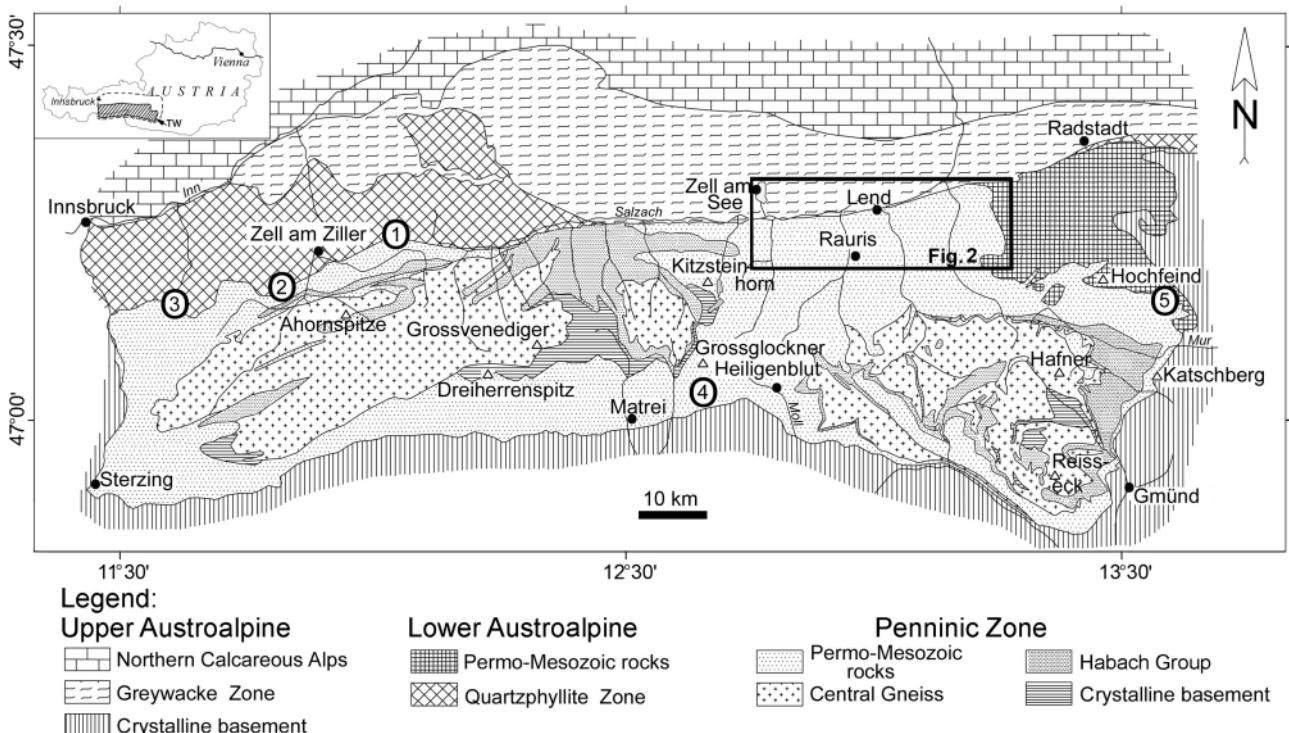 47°30'
Vienna
AUSTRIA
Innsbruck
TW
N
Radstadt
Inn
Zell am
See
Lend
Innsbruck
Salzach
Zell am Ziller
1
Rauris
Fig. 2
Kitzstein-
horn
Hochfeind
2
3
5
Ahornspitze
Grossvenediger
Grossglockner
Mur
Heiligenblut
Hafner
Katschberg
Dreiherrenspitz
4
47°00'
Matrei
Moll
Reiss-
eck
Sterzing
10 km
Gmünd
11°30'
12°30'
13°30'
Legend:
Upper Austroalpine
Northern Calcareous Alps
Greywacke Zone
Crystalline basement
Lower Austroalpine
Permo-Mesozoic rocks
Quartzphyllite Zone
Penninic Zone
Permo-Mesozoic
rocks
Central Gneiss
Habach Group
Crystalline basement